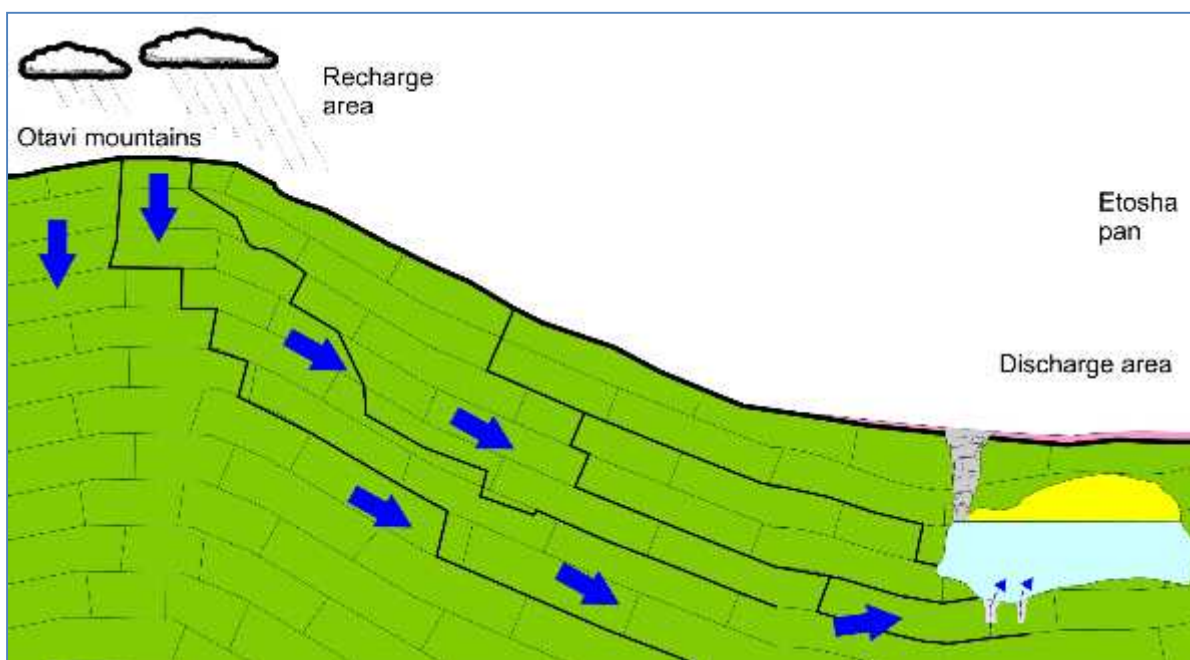 Recharge
area
Otavi mountains
Etosha
pan
Discharge area